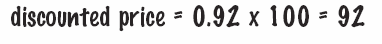 discounted price = 0.92 x 100 = 92